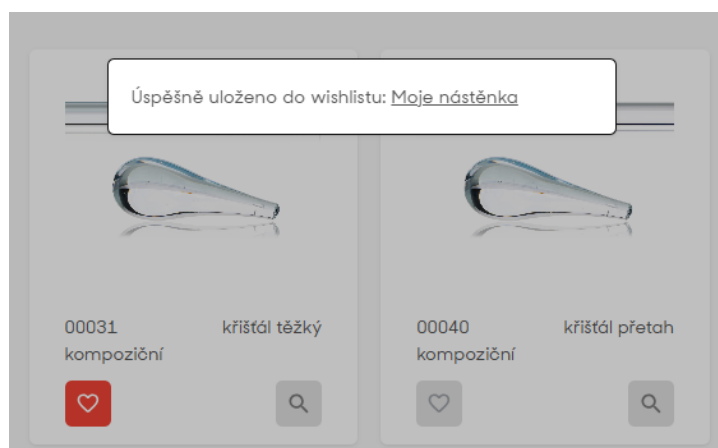 Úspěšně uloženo do wishlistu: Moje nástěnka
00031 křišťál těžký
kompoziční
00040 křišťál přetah
kompoziční